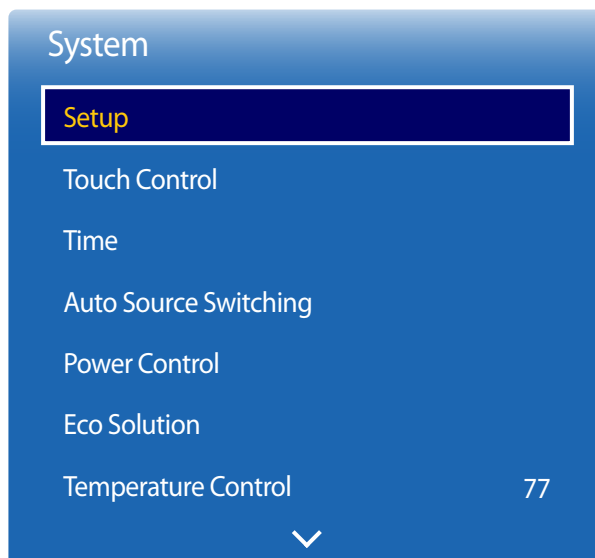 System
Setup
Touch Control
Time
Auto Source Switching
Power Control
Eco Solution
Temperature Control 77